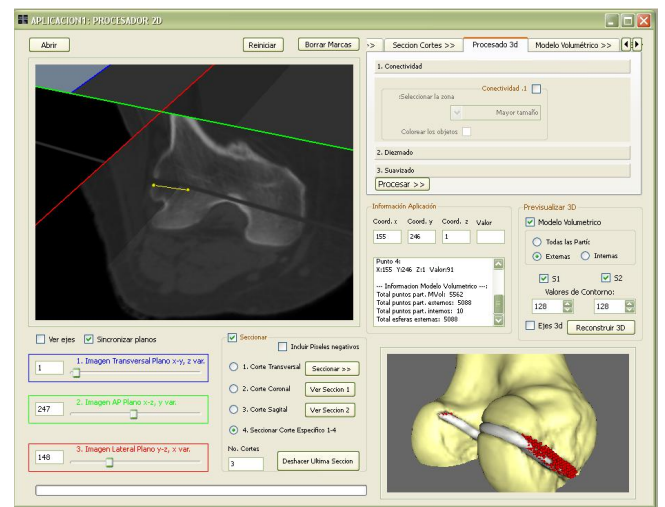 APLICACION1: PROCESADOR 2D
Abrir
Reiniciar
Borrar Marcas
>>
Seccion Cortes >>
Procesado 3d
Modelo Volumétrico >>
1. Conectividad
Conectividad .1
:Seleccionar la zona
Mayor tamaño
Colorear los objetos
2. Diezmado
3. Suavizado
Procesar >>
Información Aplicación
Coord. x Coord. y Coord. z Valor
155 246 1
Punto 4:
X:155 Y:246 Z:1 Valor:91
--- Informacion Modelo Volumetrico ---:
Total puntos part. MVol: 5562
Total puntos part. externos: 5088
Total puntos part. internos: 10
Total esferas externas: 5088
Previsualizar 3D
Modelo Volumetrico
Todas las Partic
Externas
Internas
S1
S2
Valores de Contorno:
128
128
Ejes 3d
Reconstruir 3D
Ver ejes
Sincronizar planos
1. Imagen Transversal Plano x-y, z var.
1
2. Imagen AP Plano x-z, y var.
247
3. Imagen Lateral Plano y-z, x var.
148
Seccionar
Incluir Pixeles negativos
1. Corte Transversal
Seccionar >>
2. Corte Coronal
Ver Seccion 1
3. Corte Sagital
Ver Seccion 2
4. Seccionar Corte Especifico 1-4
No. Cortes
3
Deshacer Ultima Seccion